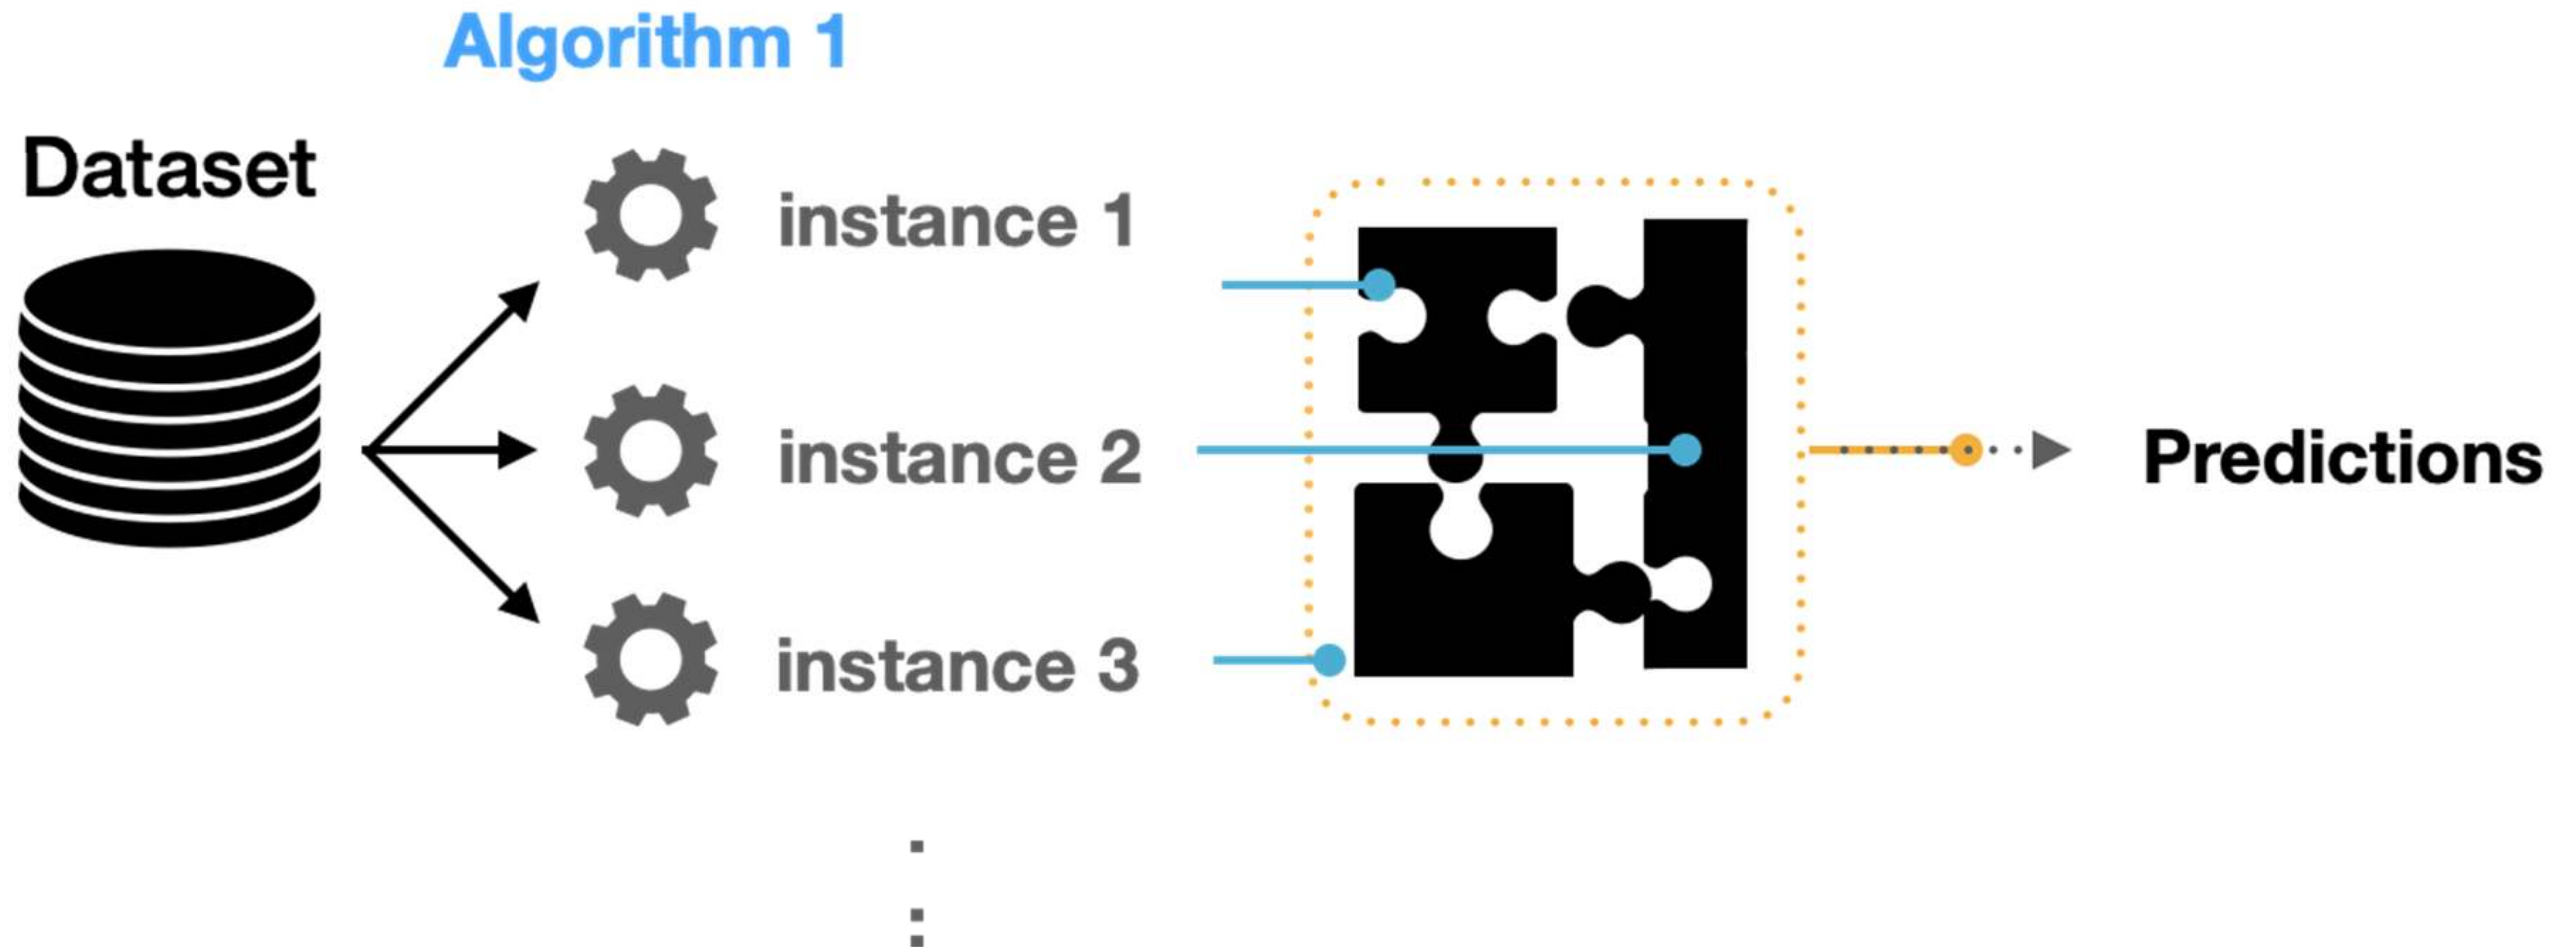 Algorithm 1
Dataset
instance 1
instance 2
instance 3
Predictions